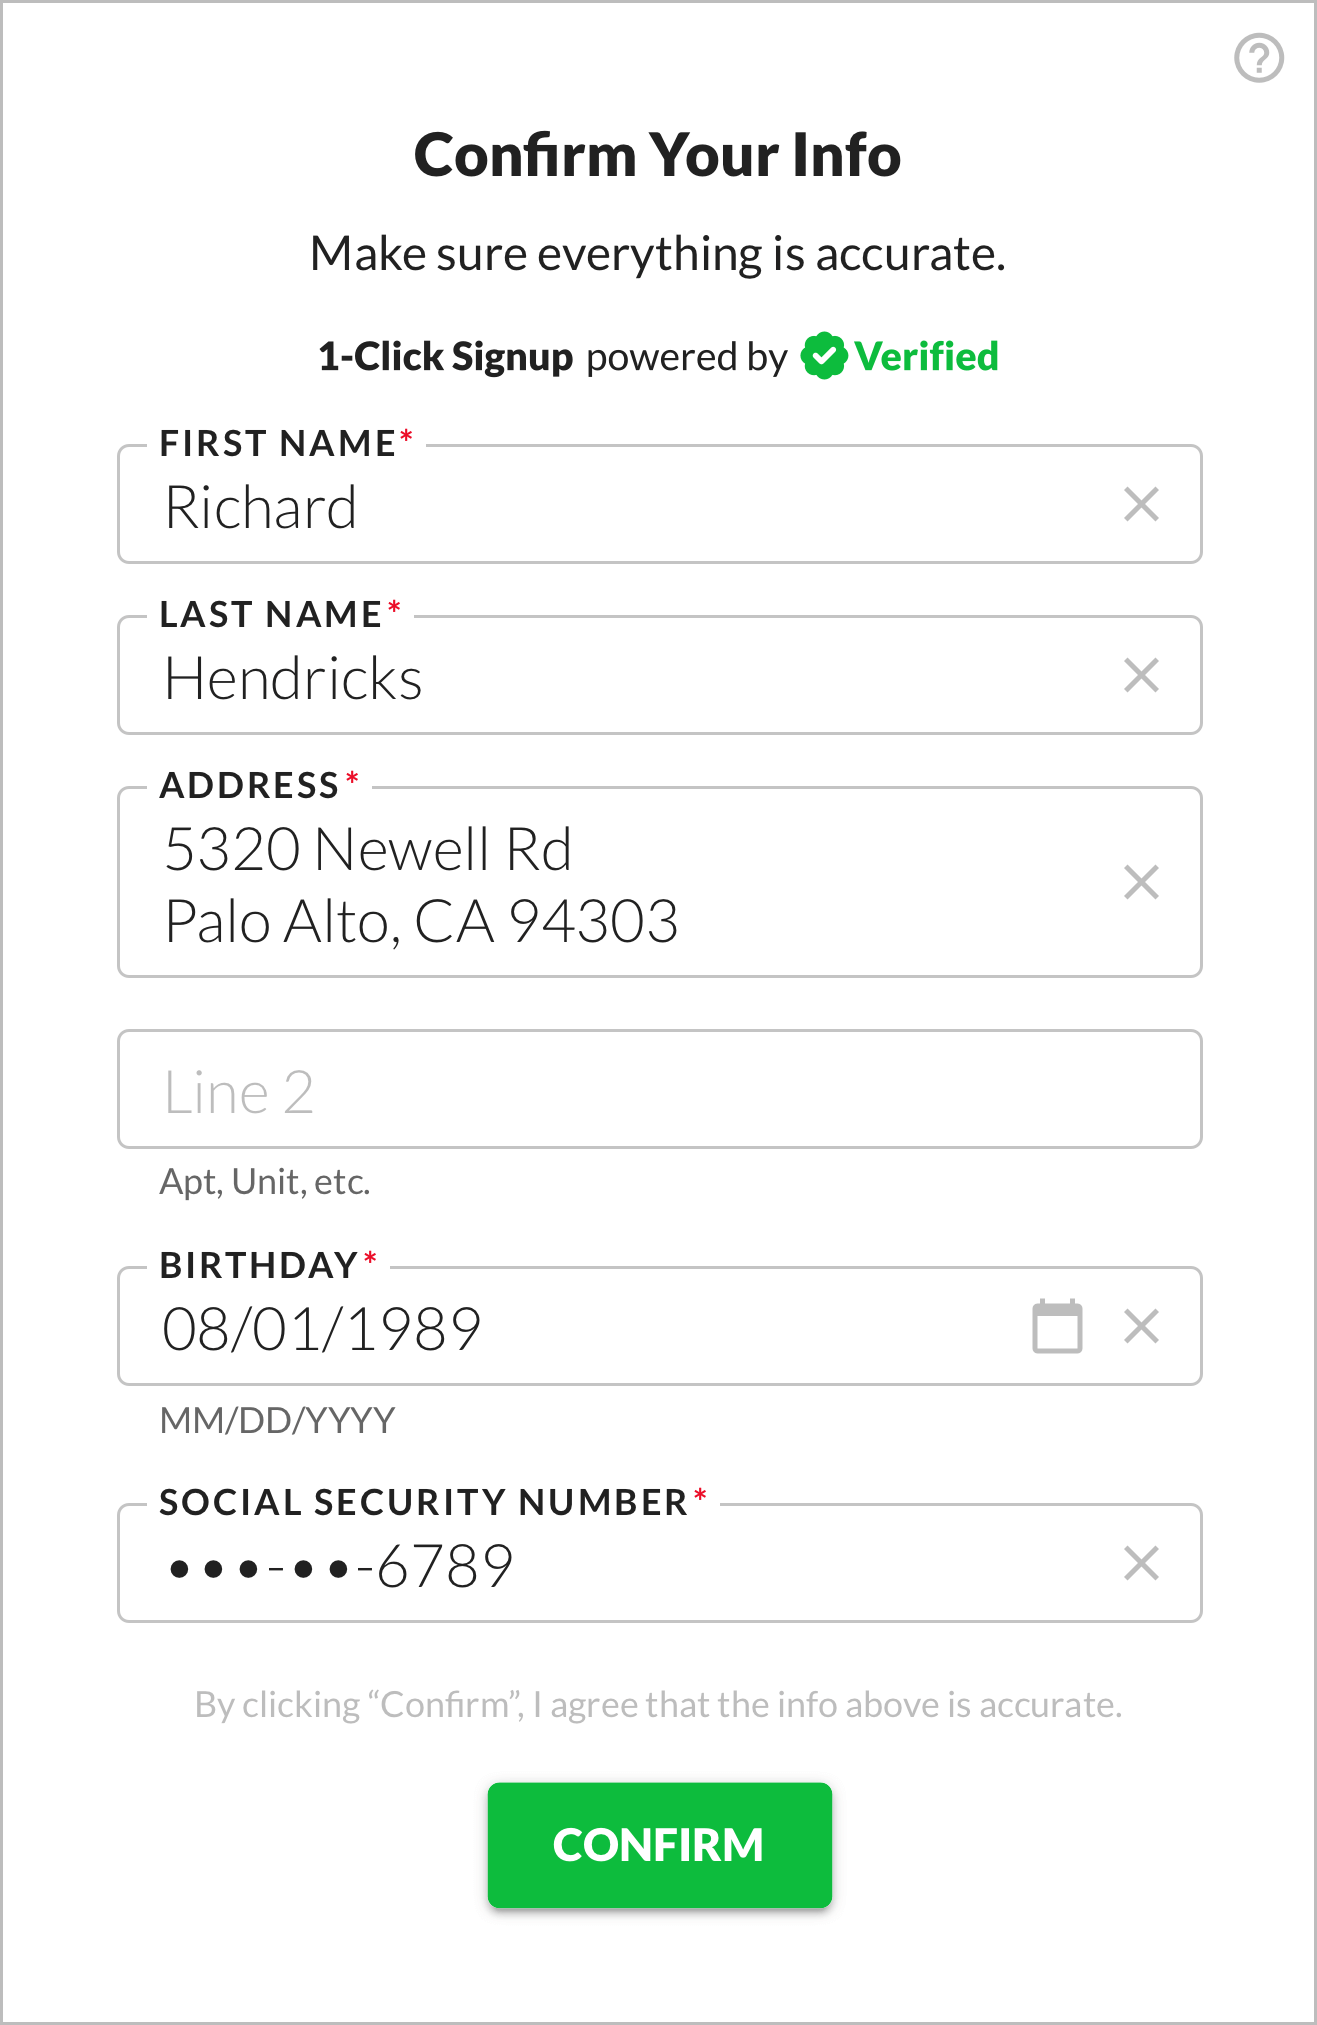 Confirm Your Info
Make sure everything is accurate.
1-Click Signup powered by Verified
FIRST NAME*
Richard
LAST NAME*
Hendricks
ADDRESS*
5320 Newell Rd
Palo Alto, CA 94303
Line 2
Apt, Unit, etc.
BIRTHDAY*
08/01/1989
MM/DD/YYYY
SOCIAL SECURITY NUMBER*
•••-••-6789
By clicking “Confirm”, I agree that the info above is accurate.
CONFIRM